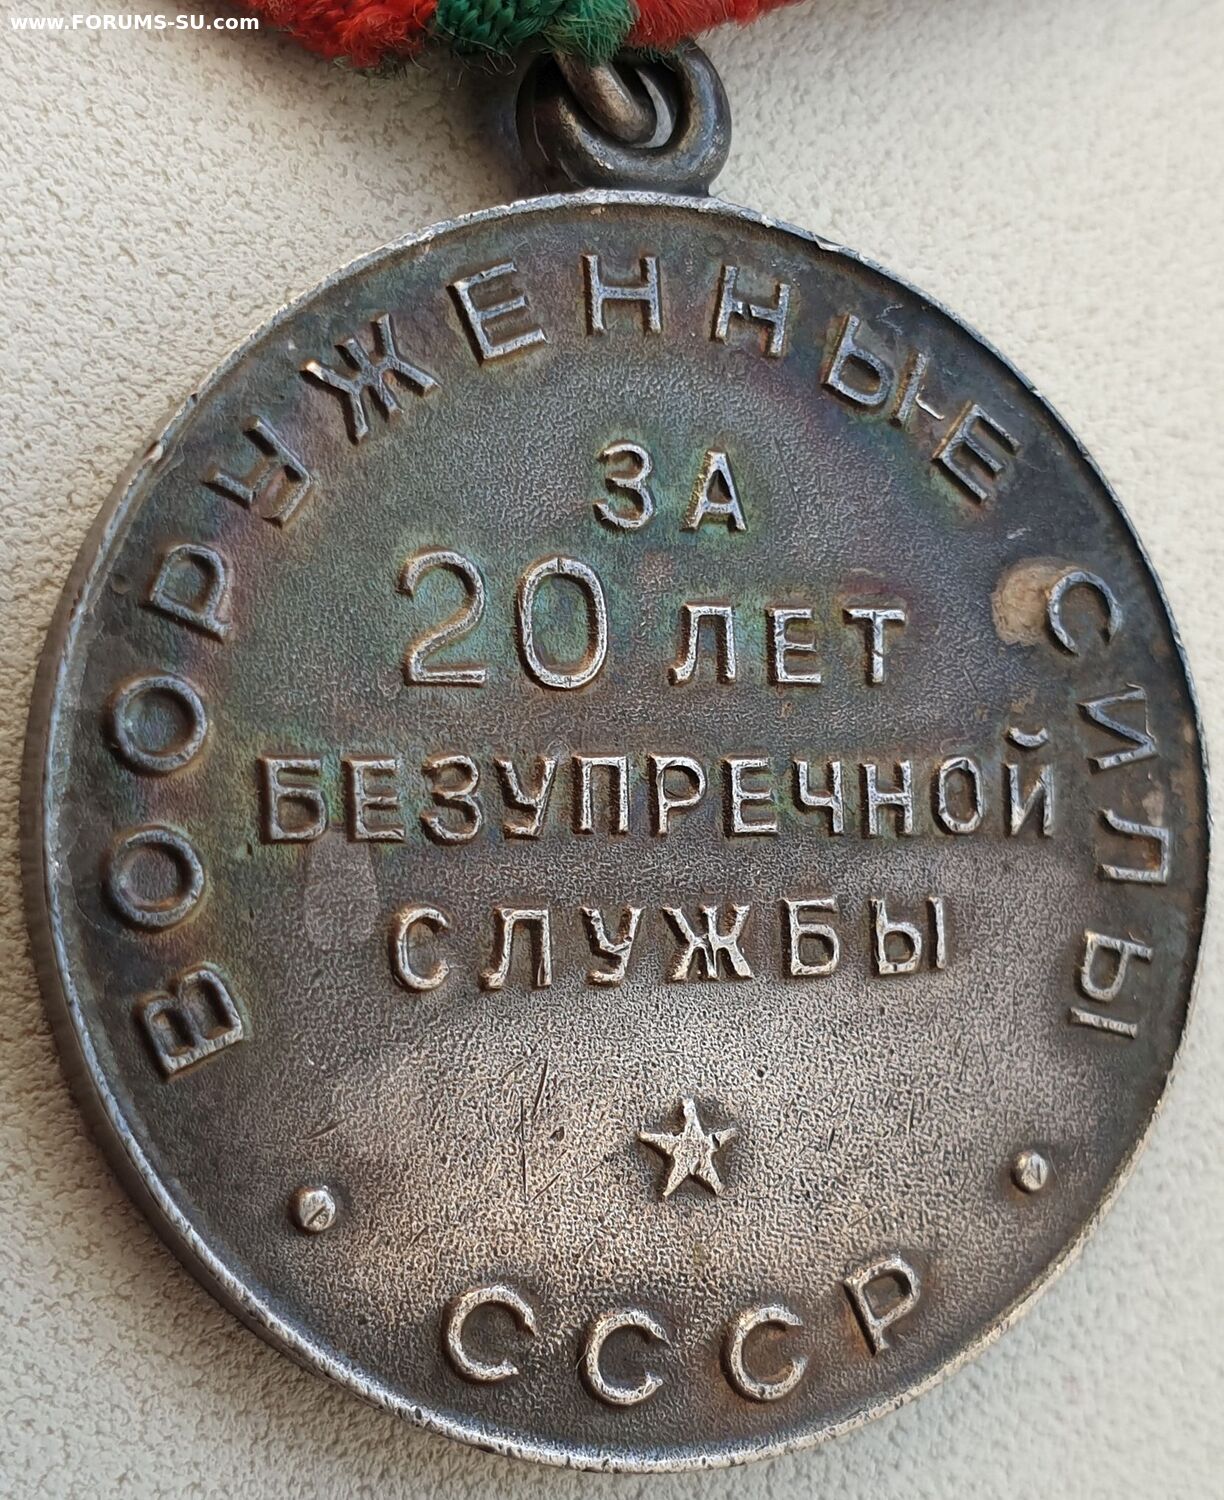 www.FORUMS-SU.com
ВООРУЖЕННЫЕ СИЛЫ
ЗА
20 ЛЕТ
БЕЗУПРЕЧНОЙ
СЛУЖБЫ
СССР